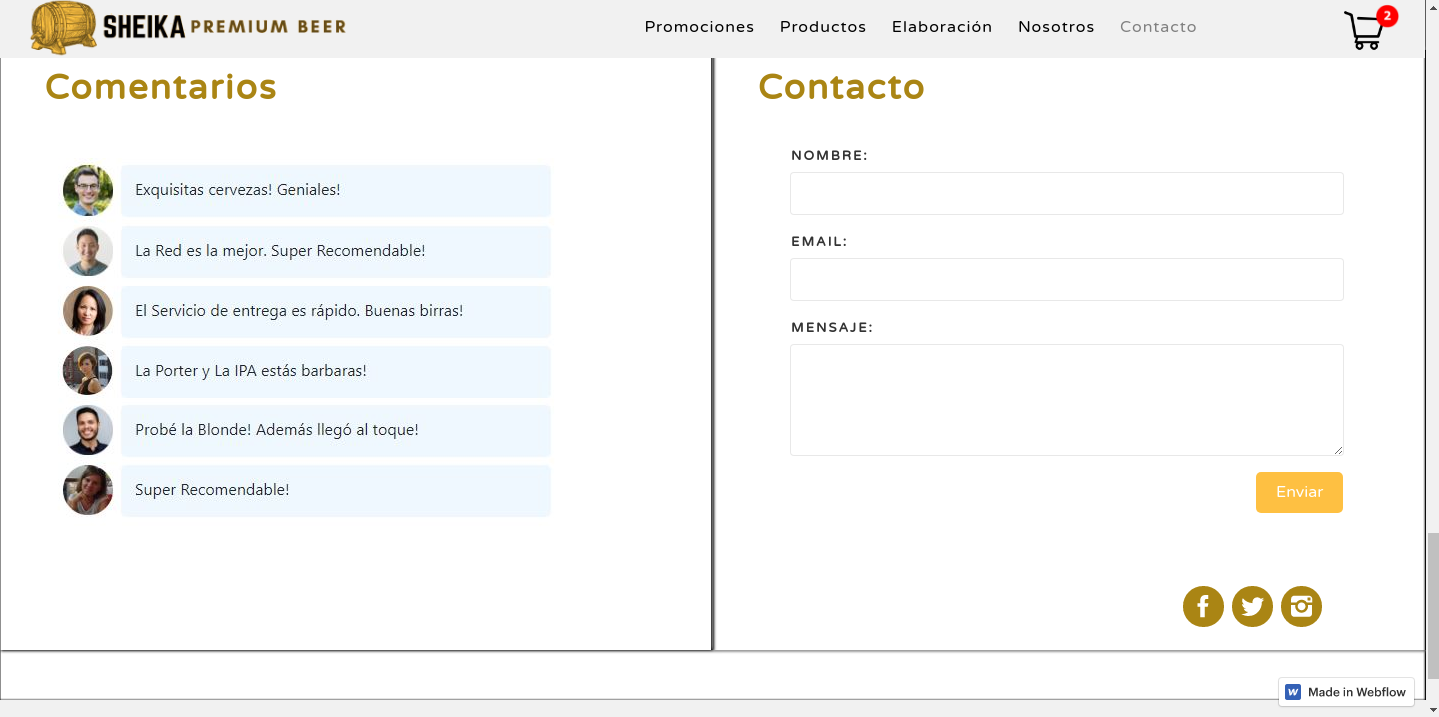 SHEIKA PREMIUM BEER
Promociones Productos Elaboración Nosotros Contacto
2
Comentarios
Exquisitas cervezas! Geniales!
La Red es la mejor. Super Recomendable!
El Servicio de entrega es rápido. Buenas birras!
La Porter y La IPA estás barbaras!
Probé la Blonde! Además llegó al toque!
Super Recomendable!
Contacto
NOMBRE:
EMAIL:
MENSAJE:
Enviar
Made in Webflow